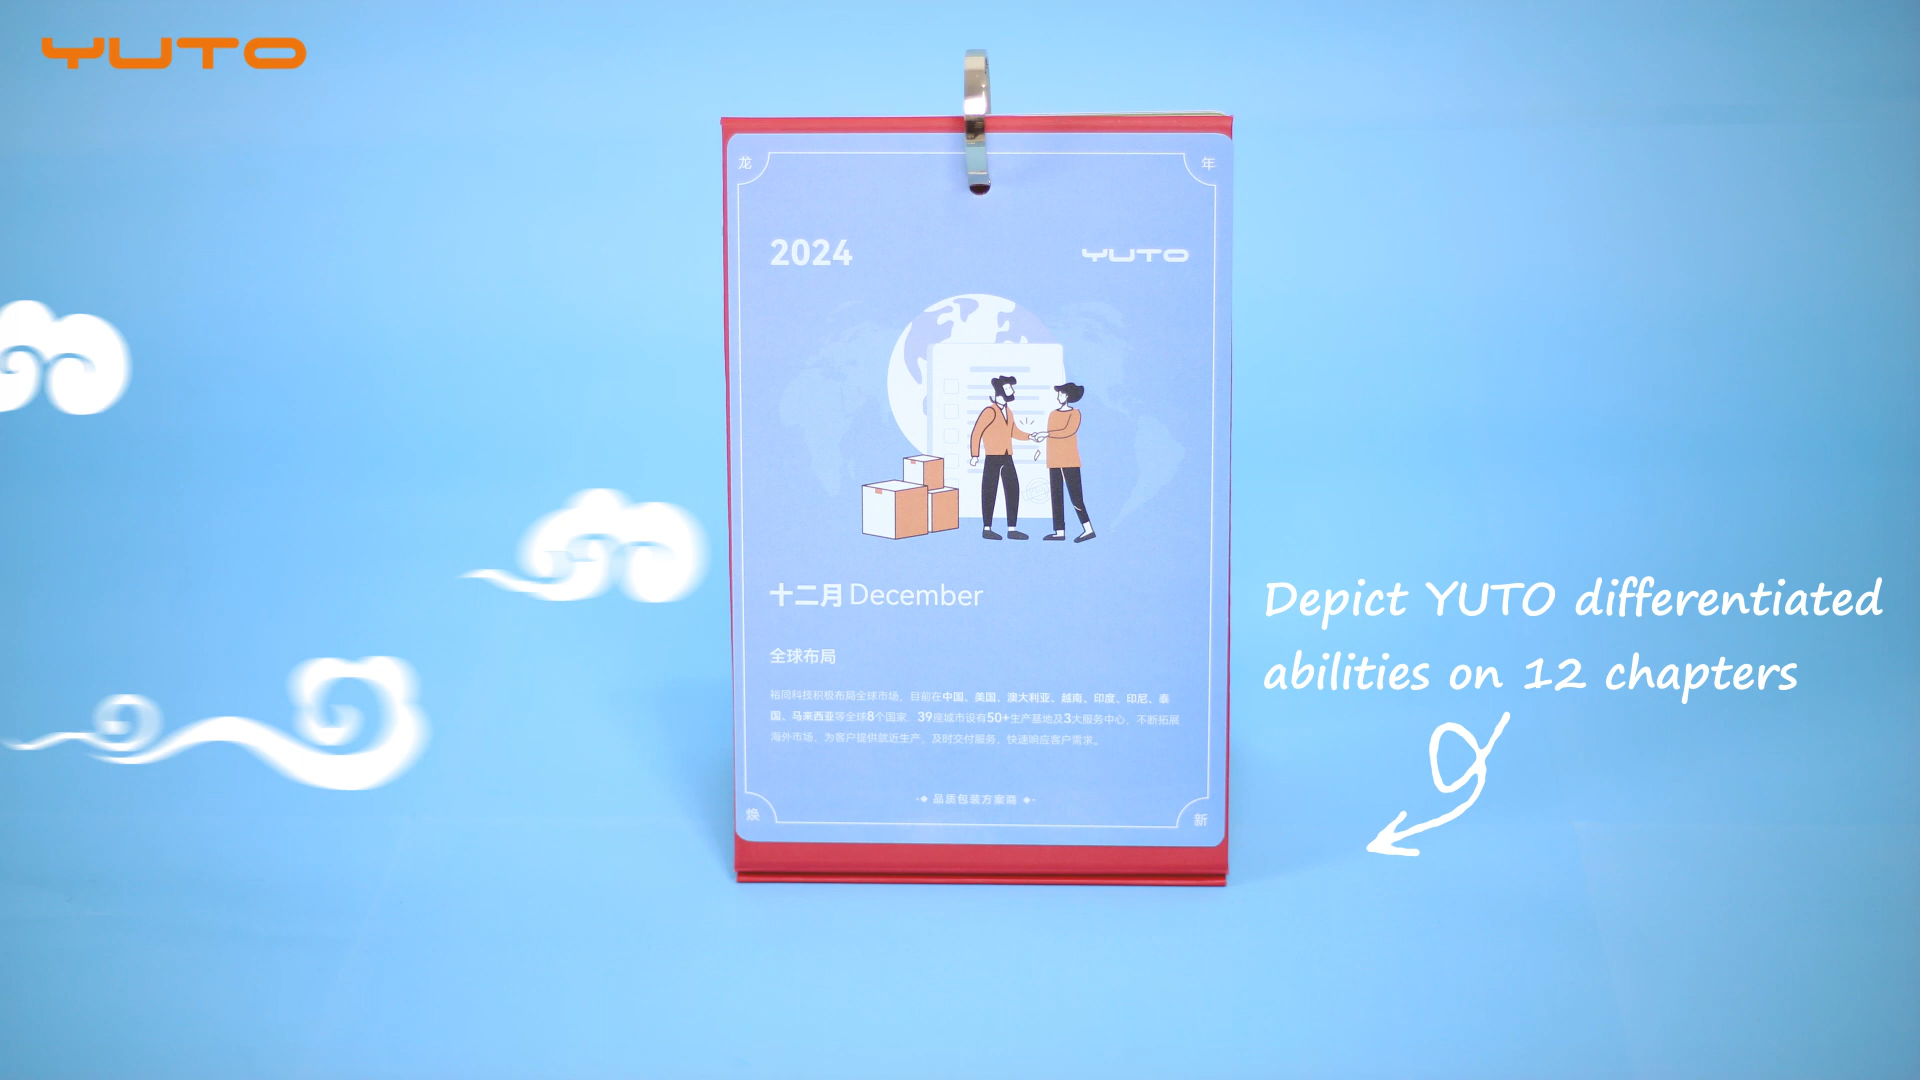 YUTO
龙 年
2024 YUTO
十二月 December
全球布局
裕同科技积极布局全球市场，目前在中国、美国、澳大利亚、越南、印度、印尼、泰
国、马来西亚等全球8个国家，39座城市设有50+生产基地及3大服务中心，不断拓展
海外市场，为客户提供就近生产、及时交付服务，快速响应客户需求。
品质包装方案商
焕 新
Depict YUTO differentiated
abilities on 12 chapters